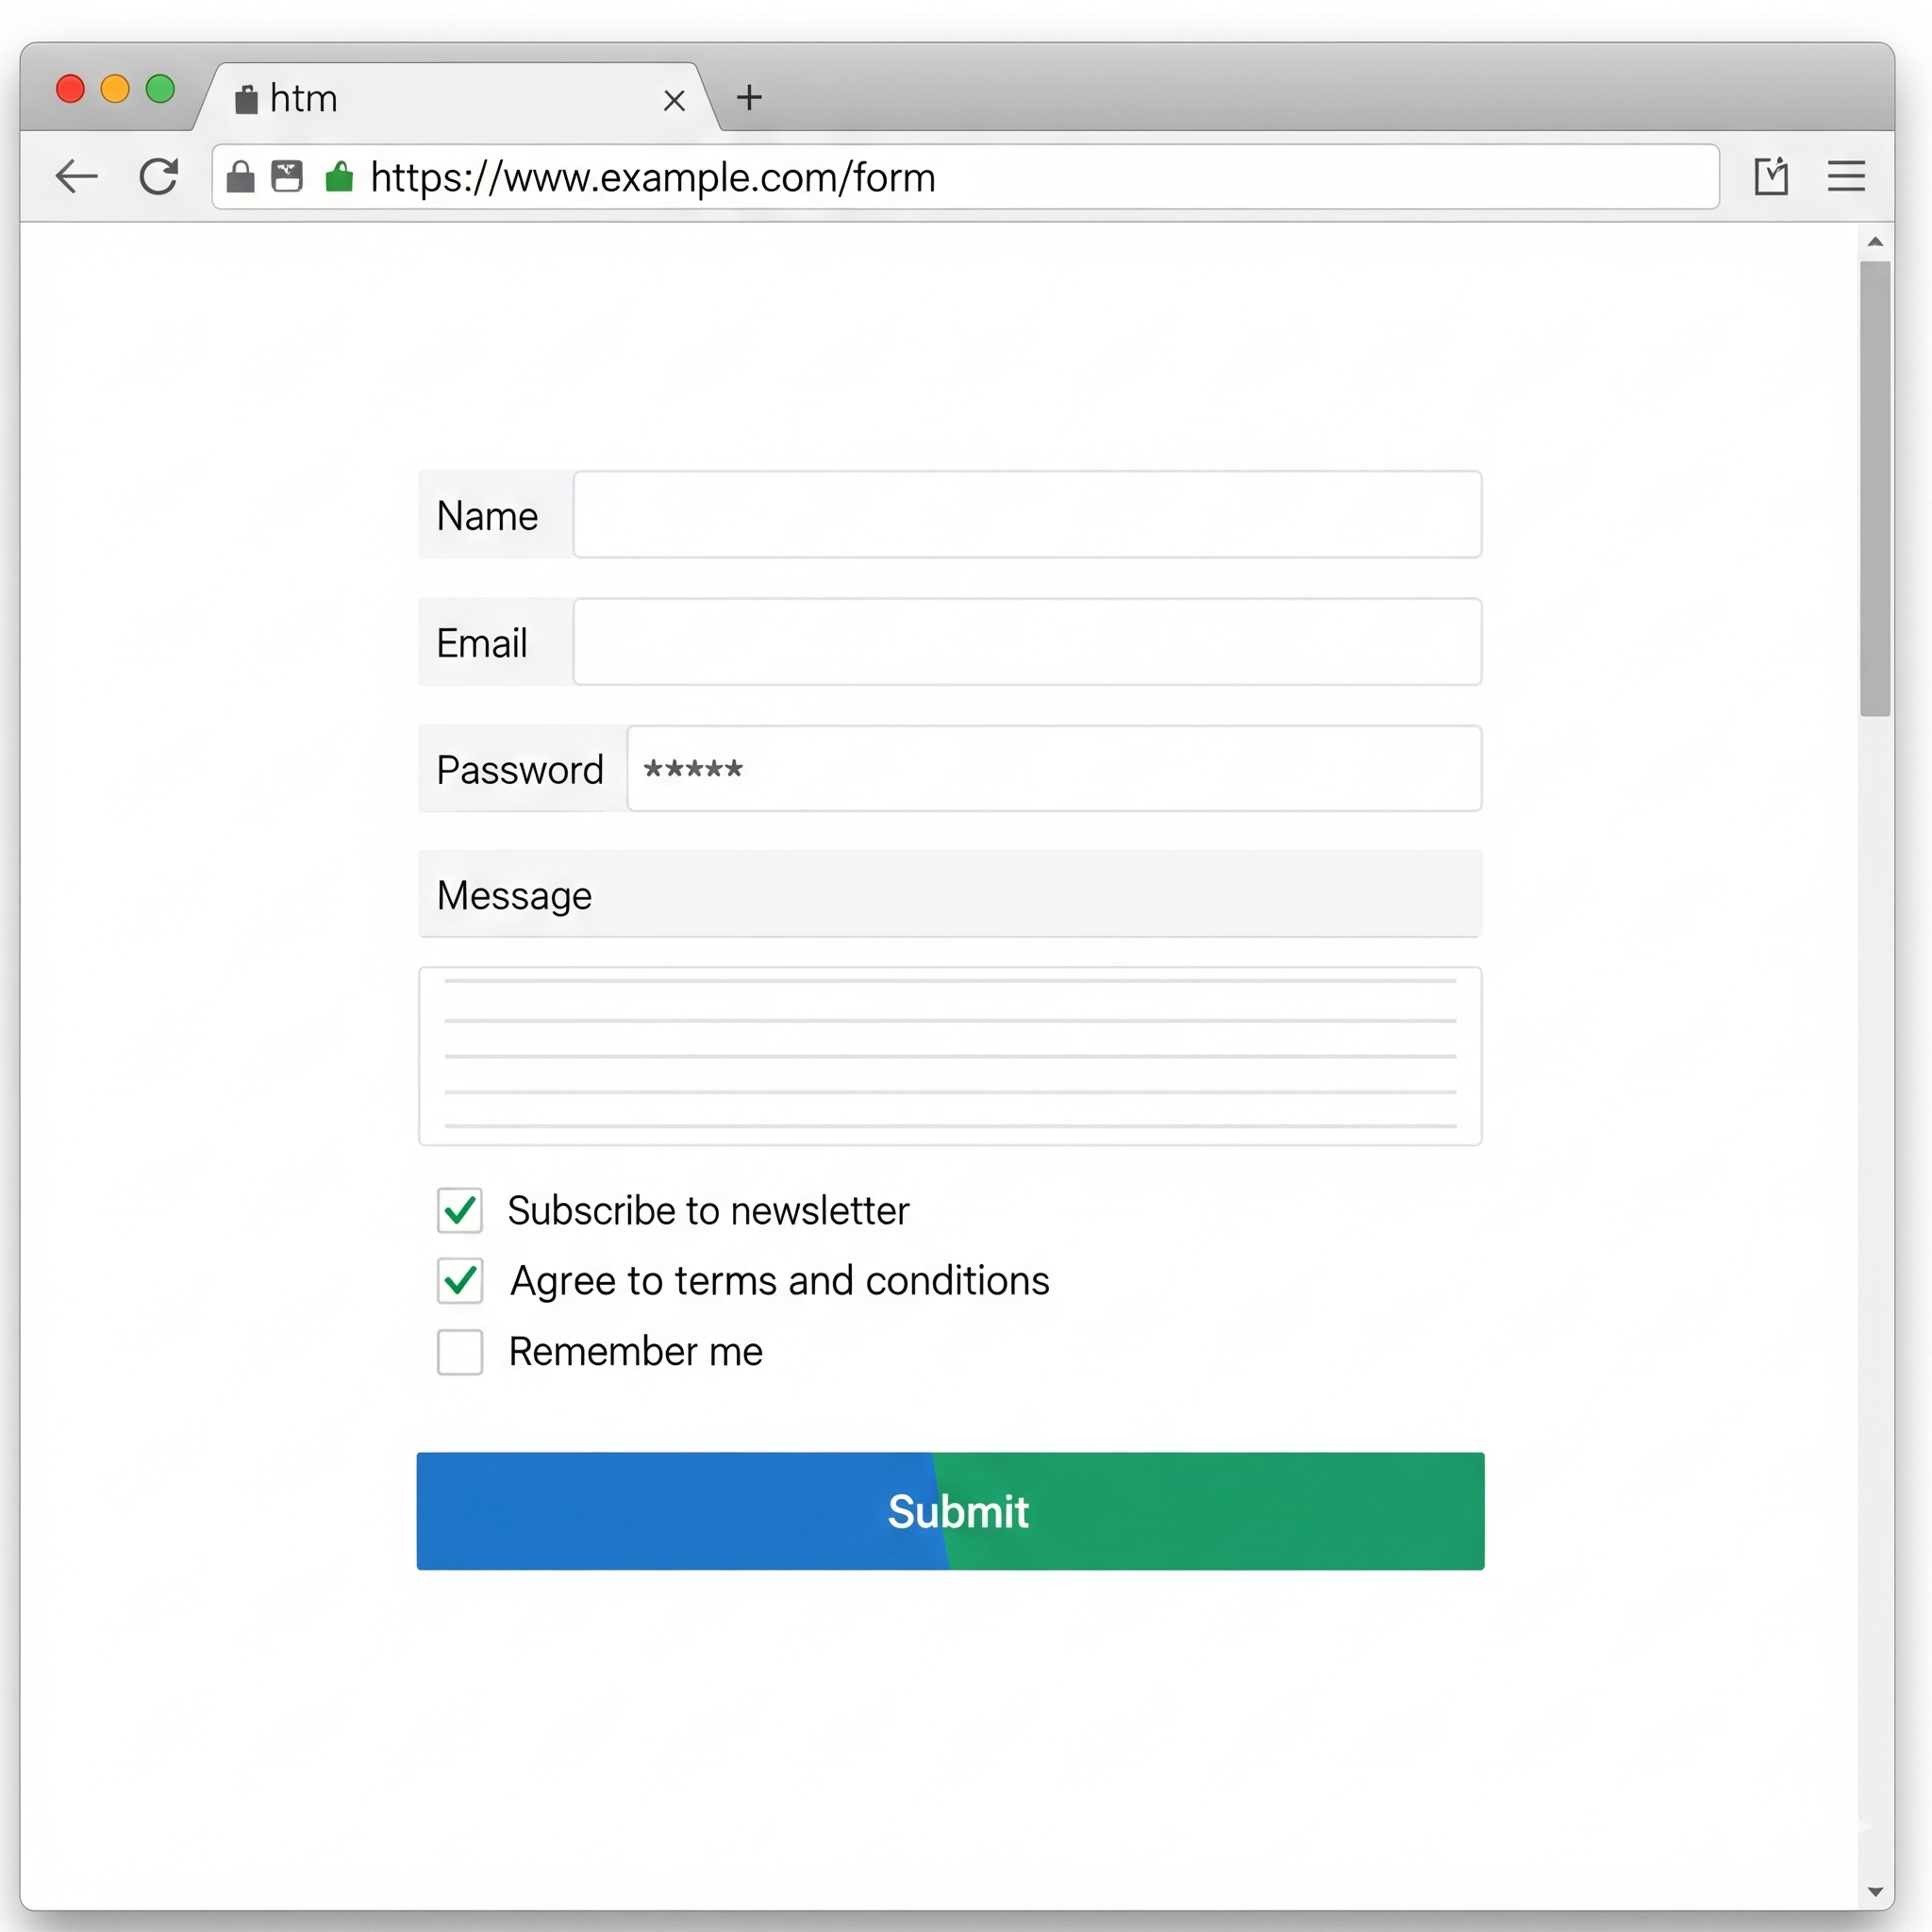 htm
https://www.example.com/form
Name
Email
Password *****
Message
Subscribe to newsletter
Agree to terms and conditions
Remember me
Submit